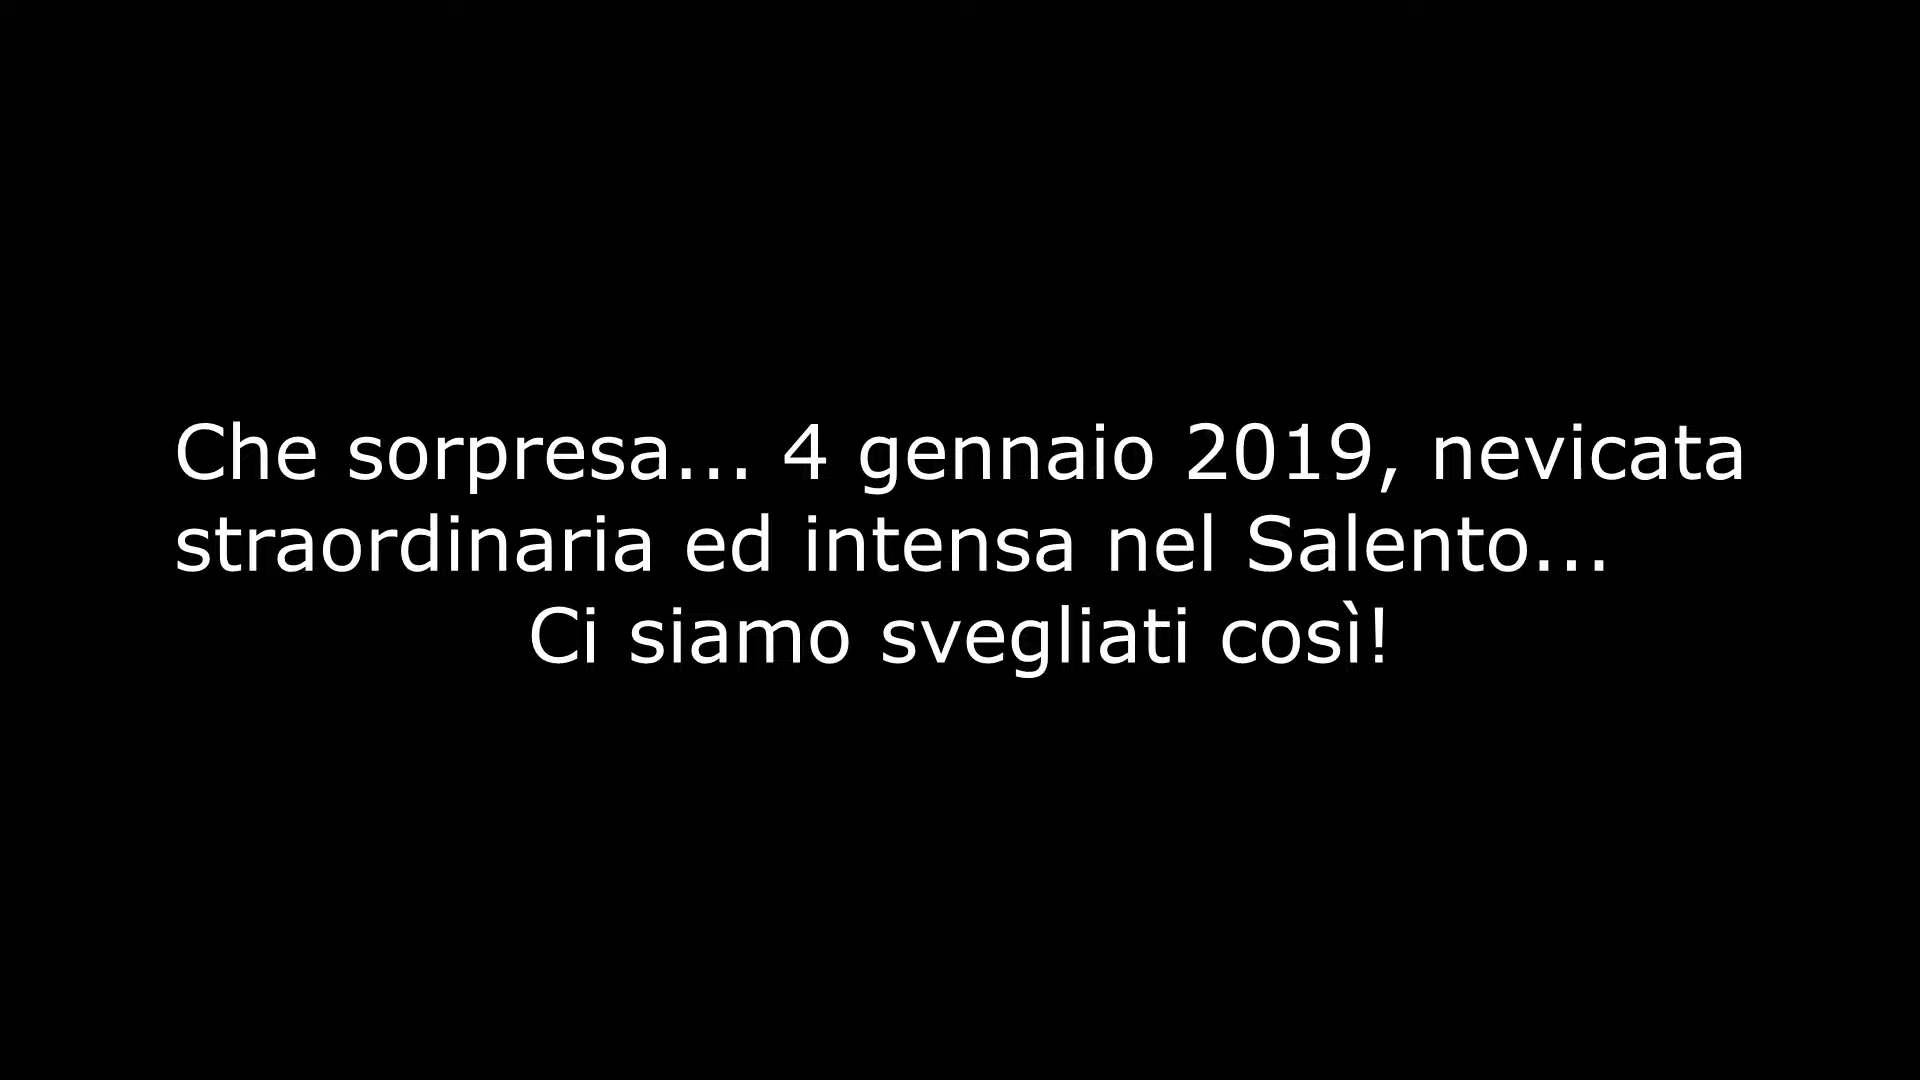 Che sorpresa... 4 gennaio 2019, nevicata
straordinaria ed intensa nel Salento...
Ci siamo svegliati così!